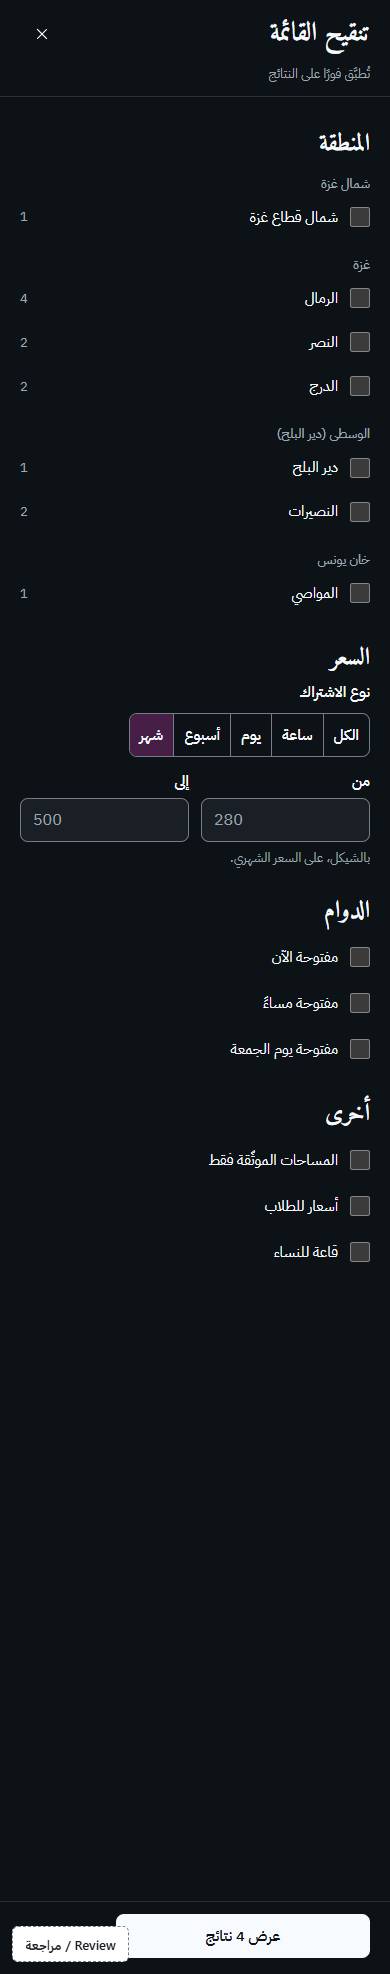 تنقيح القائمة
×
تُطبَّق فورًا على النتائج
المنطقة
شمال غزة
شمال قطاع غزة 1
غزة
الرمال 4
النصر 2
الدرج 2
الوسطى (دير البلح)
دير البلح 1
النصيرات 2
خان يونس
المواصي 1
السعر
نوع الاشتراك
الكل ساعة يوم أسبوع شهر
من إلى
280 500
بالشيكل، على السعر الشهري.
الدوام
مفتوحة الآن
مفتوحة مساءً
مفتوحة يوم الجمعة
أخرى
المساحات الموثّقة فقط
أسعار للطلاب
قاعة للنساء
عرض 4 نتائج
Review / مراجعة